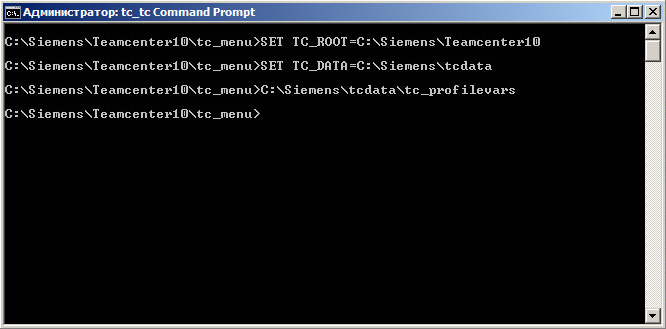 Администратор: tc_tc Command Prompt
C:\Siemens\Teamcenter10\tc_menu>SET TC_ROOT=C:\Siemens\Teamcenter10
C:\Siemens\Teamcenter10\tc_menu>SET TC_DATA=C:\Siemens\tcdata
C:\Siemens\Teamcenter10\tc_menu>C:\Siemens\tcdata\tc_profilevars
C:\Siemens\Teamcenter10\tc_menu>